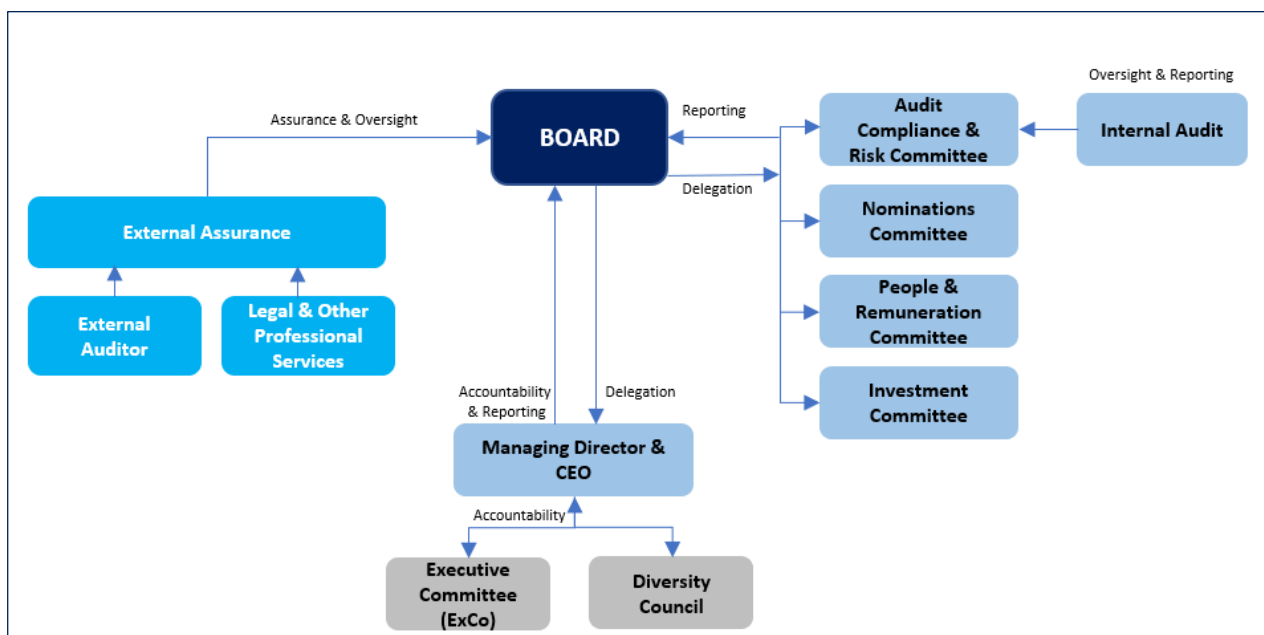 Oversight & Reporting
Assurance & Oversight
BOARD
Reporting
Delegation
Audit
Compliance &
Risk Committee
Internal Audit
Nominations
Committee
External Assurance
External
Auditor
Legal & Other
Professional
Services
People &
Remuneration
Committee
Investment
Committee
Accountability
& Reporting
Delegation
Managing Director &
CEO
Accountability
Executive
Committee
(ExCo)
Diversity
Council